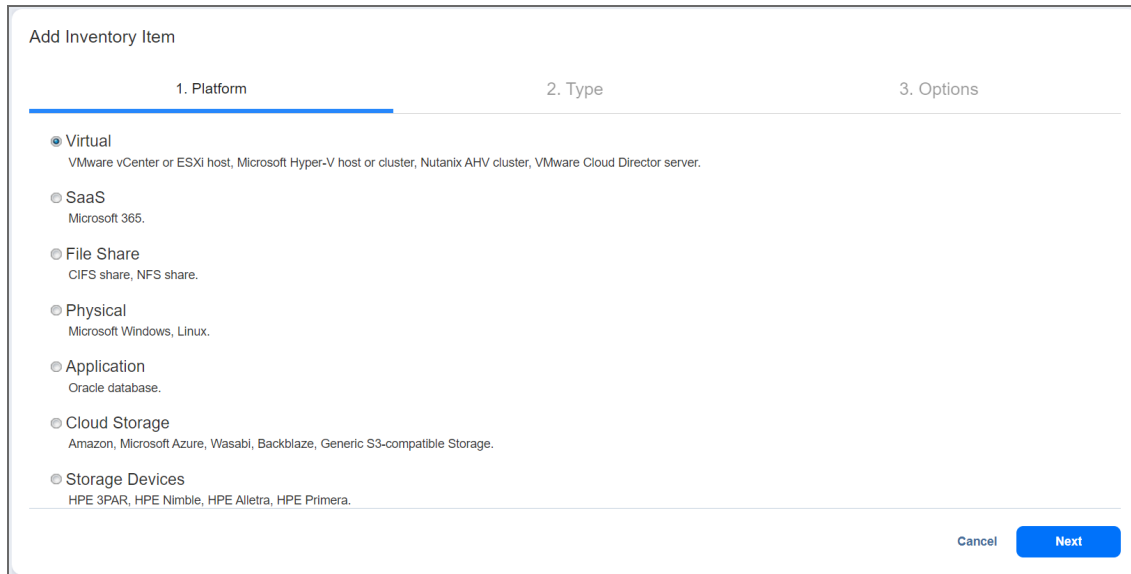 Add Inventory Item
1. Platform
2. Type
3. Options
Virtual
VMware vCenter or ESXi host, Microsoft Hyper-V host or cluster, Nutanix AHV cluster, VMware Cloud Director server.
SaaS
Microsoft 365.
File Share
CIFS share, NFS share.
Physical
Microsoft Windows, Linux.
Application
Oracle database.
Cloud Storage
Amazon, Microsoft Azure, Wasabi, Backblaze, Generic S3-compatible Storage.
Storage Devices
HPE 3PAR, HPE Nimble, HPE Alletra, HPE Primera.
Cancel
Next